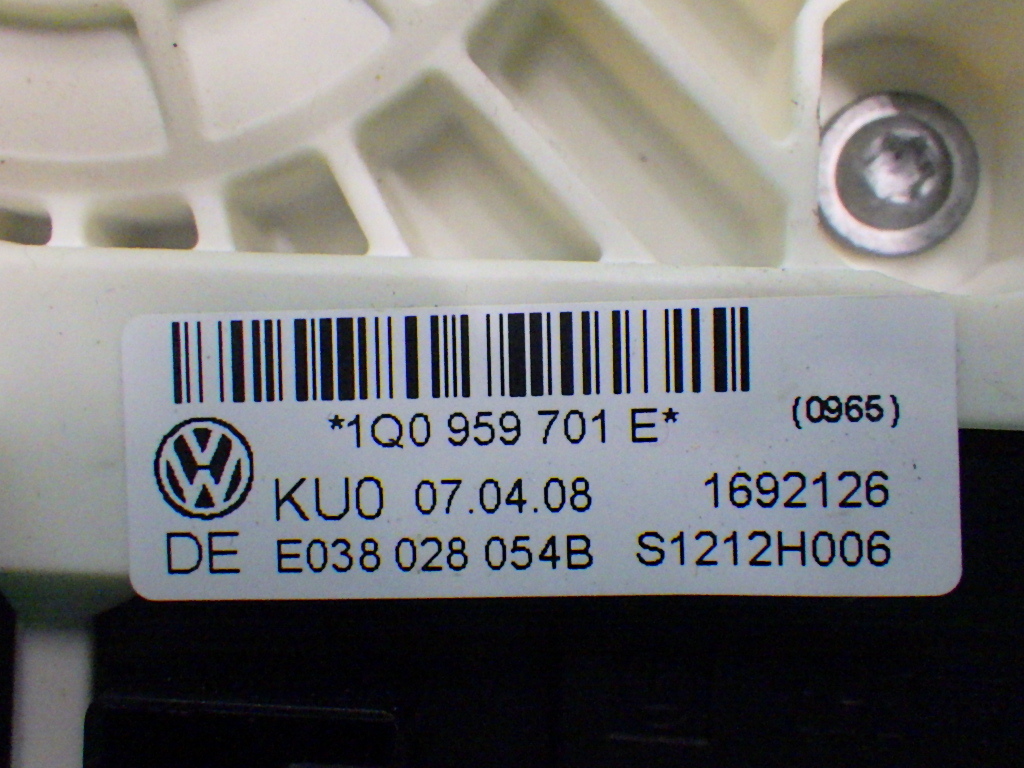 *1Q0 959 701 E* (0965)
KU0 07.04.08 1692126
DE E038 028 054B S1212H006